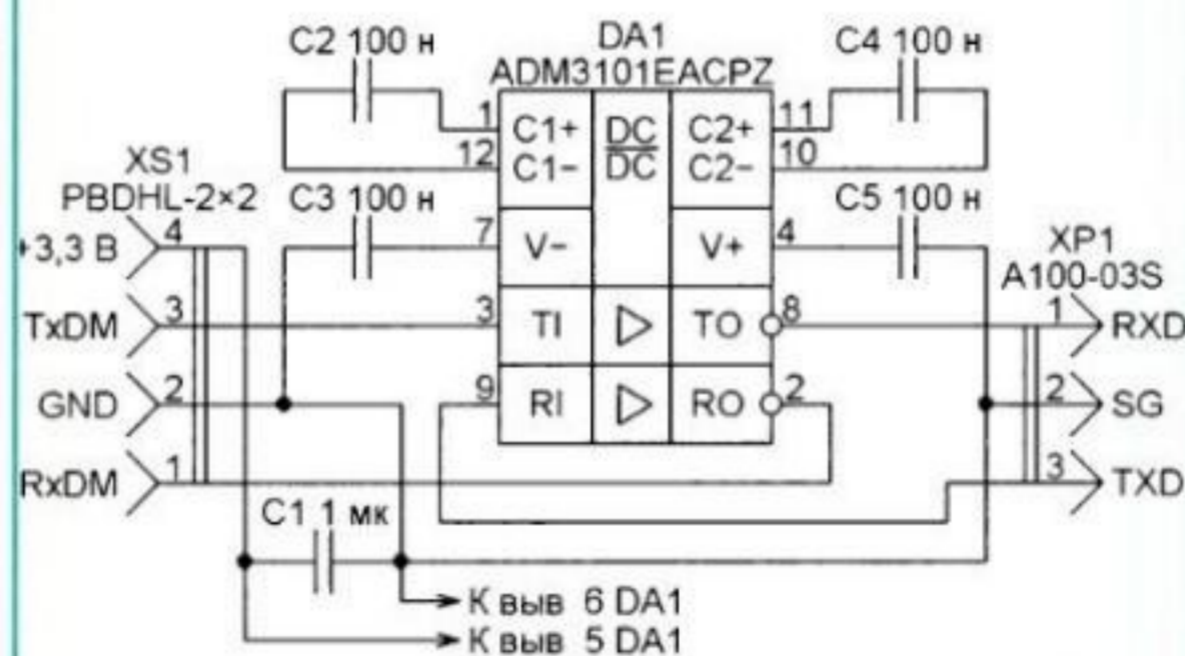 C2 100 н
DA1
ADM3101EACPZ
C4 100 н
1 C1+ DC C2+ 11
12 C1− DC C2− 10
XS1
PBDHL-2×2
C3 100 н
C5 100 н
XP1
A100-03S
+3,3 В 4
7 V− V+ 4
TxDM 3
3 TI TO 8
1 RXD
GND 2
9 RI RO 2
2 SG
RxDM 1
3 TXD
C1 1 мк
К выв 6 DA1
К выв 5 DA1